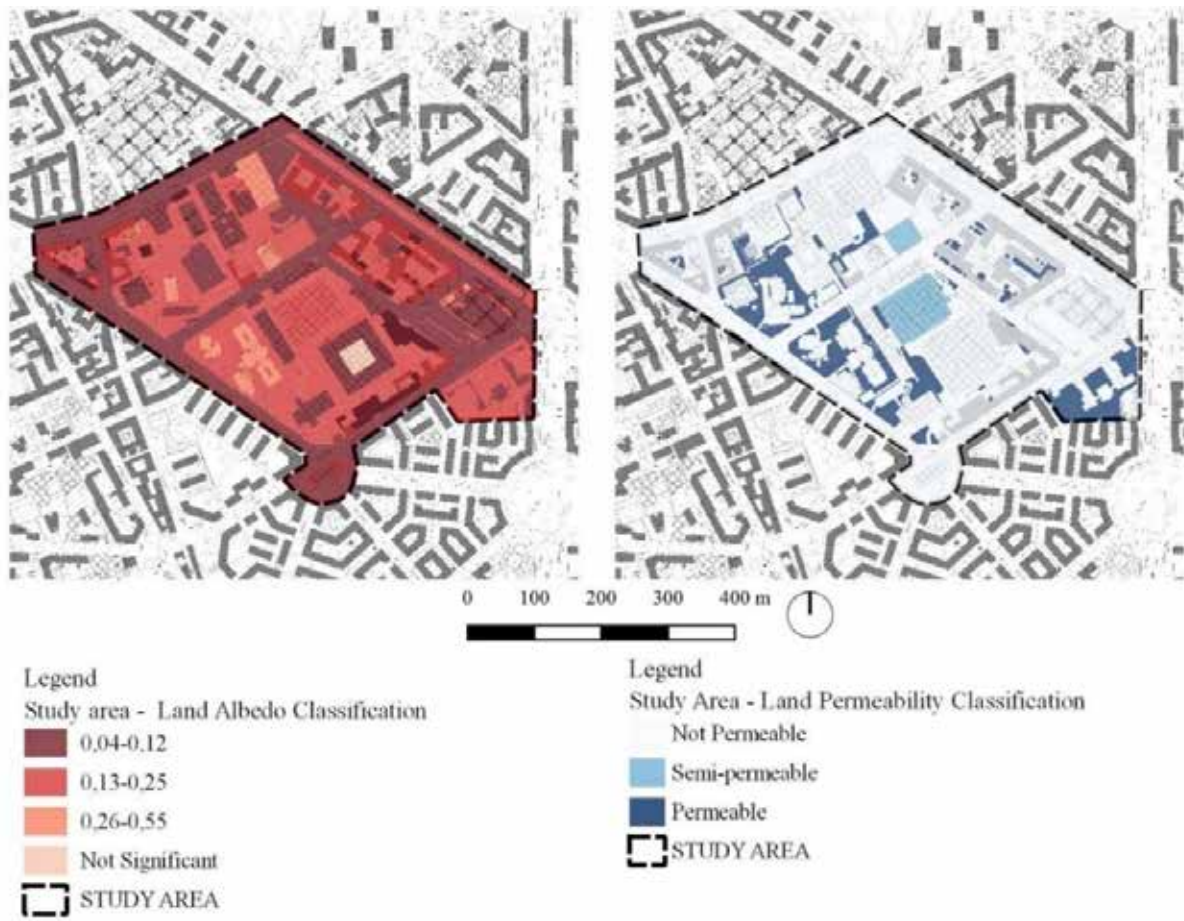 0 100 200 300 400 m
Legend
Study area - Land Albedo Classification
0,04-0,12
0,13-0,25
0,26-0,55
Not Significant
STUDY AREA
Legend
Study Area - Land Permeability Classification
Not Permeable
Semi-permeable
Permeable
STUDY AREA